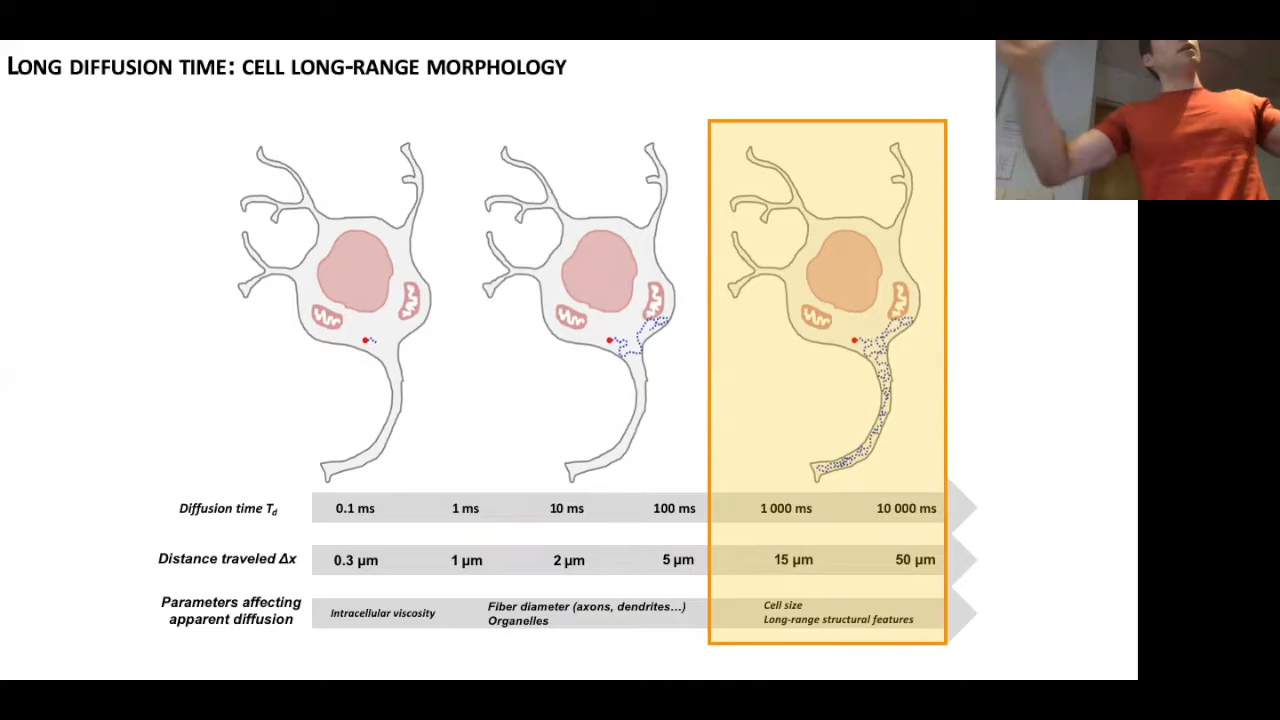 LONG DIFFUSION TIME: CELL LONG-RANGE MORPHOLOGY
Diffusion time Td 0.1 ms 1 ms 10 ms 100 ms 1 000 ms 10 000 ms
Distance traveled Δx 0.3 µm 1 µm 2 µm 5 µm 15 µm 50 µm
Parameters affecting
apparent diffusion
Intracellular viscosity
Fiber diameter (axons, dendrites…)
Organelles
Cell size
Long-range structural features